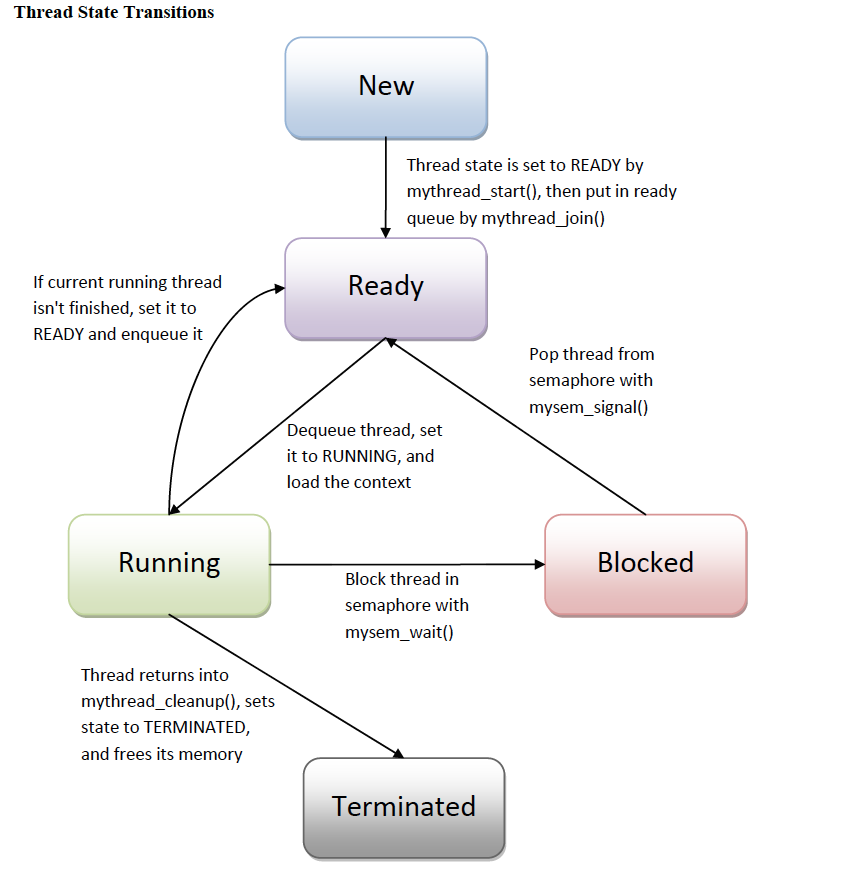 Thread State Transitions
New
Thread state is set to READY by
mythread_start(), then put in ready
queue by mythread_join()
Ready
If current running thread
isn't finished, set it to
READY and enqueue it
Pop thread from
semaphore with
mysem_signal()
Dequeue thread, set
it to RUNNING, and
load the context
Running
Blocked
Block thread in
semaphore with
mysem_wait()
Thread returns into
mythread_cleanup(), sets
state to TERMINATED,
and frees its memory
Terminated